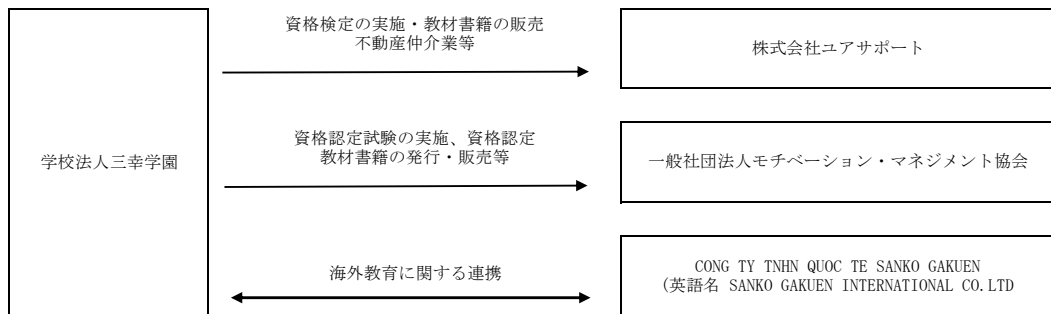 資格検定の実施・教材書籍の販売
不動産仲介業等
株式会社ユアサポート
資格認定試験の実施、資格認定
教材書籍の発行・販売等
学校法人三幸学園
一般社団法人モチベーション・マネジメント協会
海外教育に関する連携
CONG TY TNHN QUOC TE SANKO GAKUEN
(英語名 SANKO GAKUEN INTERNATIONAL CO.LTD